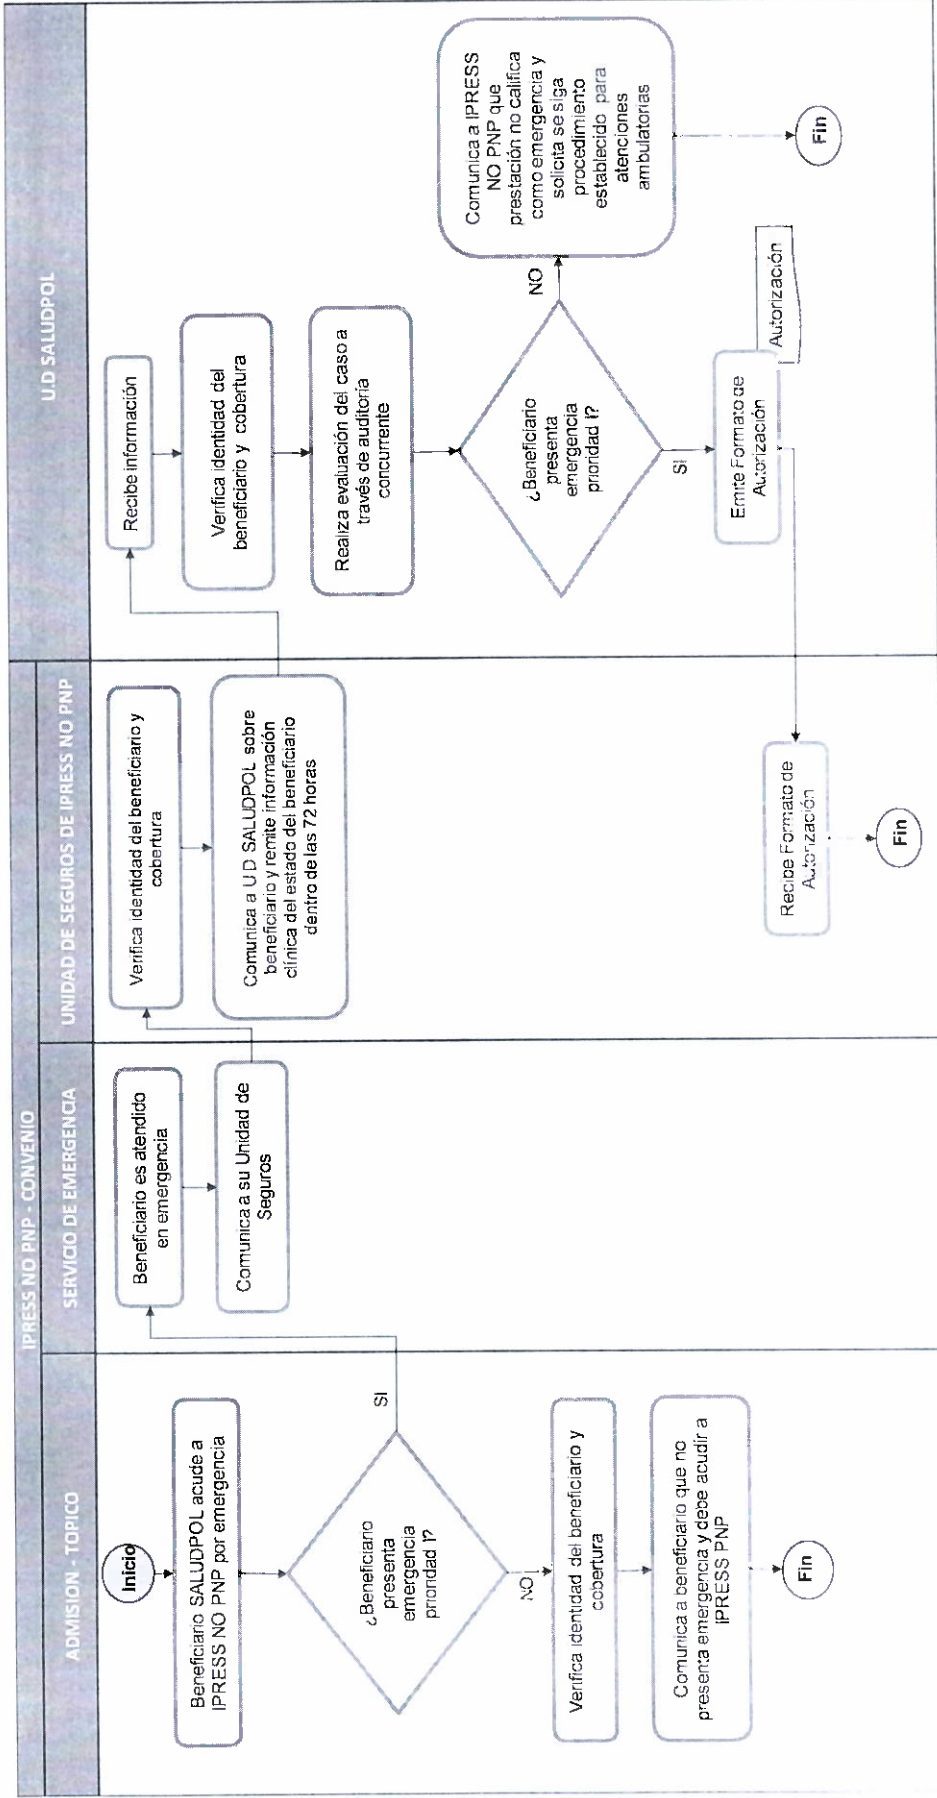 IPRESS NO PNP - CONVENIO
ADMISION - TOPICO
SERVICIO DE EMERGENCIA
UNIDAD DE SEGUROS DE IPRESS NO PNP
U.D SALUDPOL
Inicio
Beneficiario SALUDPOL acude a
IPRESS NO PNP por emergencia
¿Beneficiario
presenta
emergencia
prioridad I?
SI
NO
Verifica identidad del beneficiario y
cobertura
Comunica a beneficiario que no
presenta emergencia y debe acudir a
IPRESS PNP
Fin
Beneficiario es atendido
en emergencia
Comunica a su Unidad de
Seguros
Verifica identidad del beneficiario y
cobertura
Comunica a U D SALUDPOL sobre
beneficiario y remite información
clínica del estado del beneficiario
dentro de las 72 horas
Recibe información
Verifica identidad del
beneficiario y cobertura
Realiza evaluación del caso a
través de auditoria
concurrente
¿Beneficiario
presenta
emergencia
prioridad I?
NO
Comunica a IPRESS
NO PNP que
prestación no califica
como emergencia y
solicita se siga
procedimiento
establecido para
atenciones
ambulatorias
Fin
SI
Emite Formato de
Autorización
Autorización
Recibe Formato de
Autorización
Fin